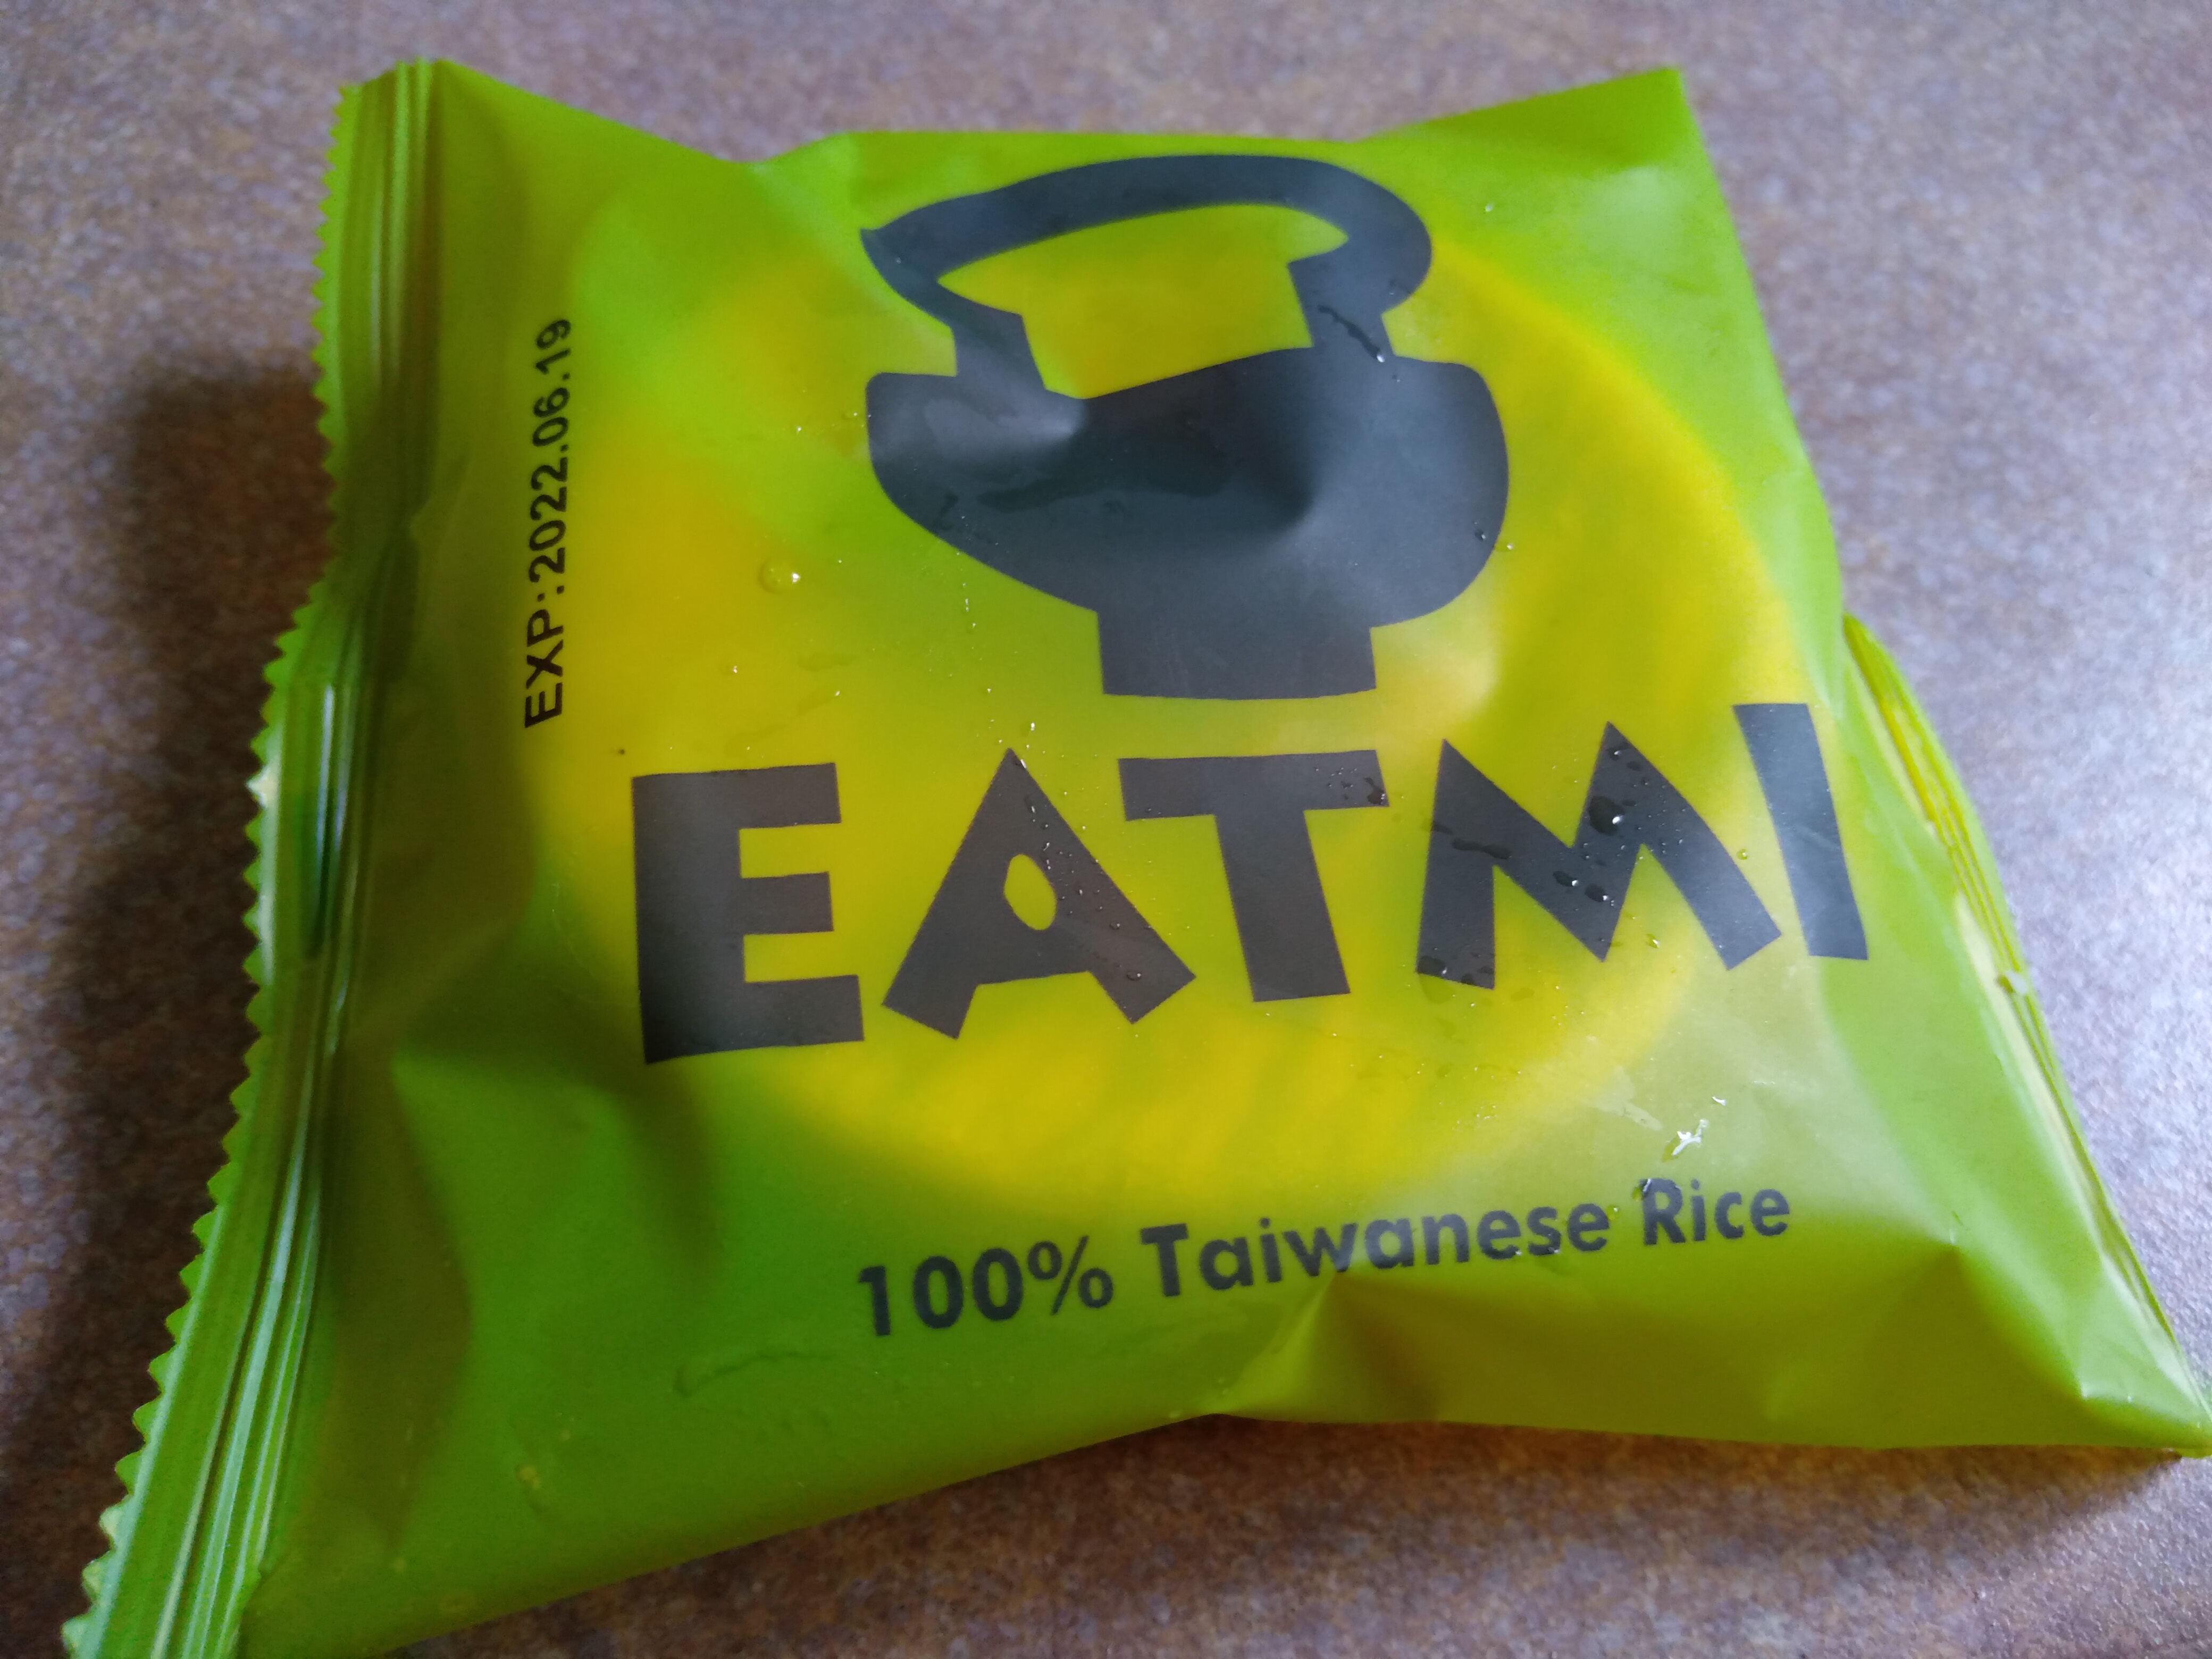 EXP:2022.06.19
EATMI
100% Taiwanese Rice